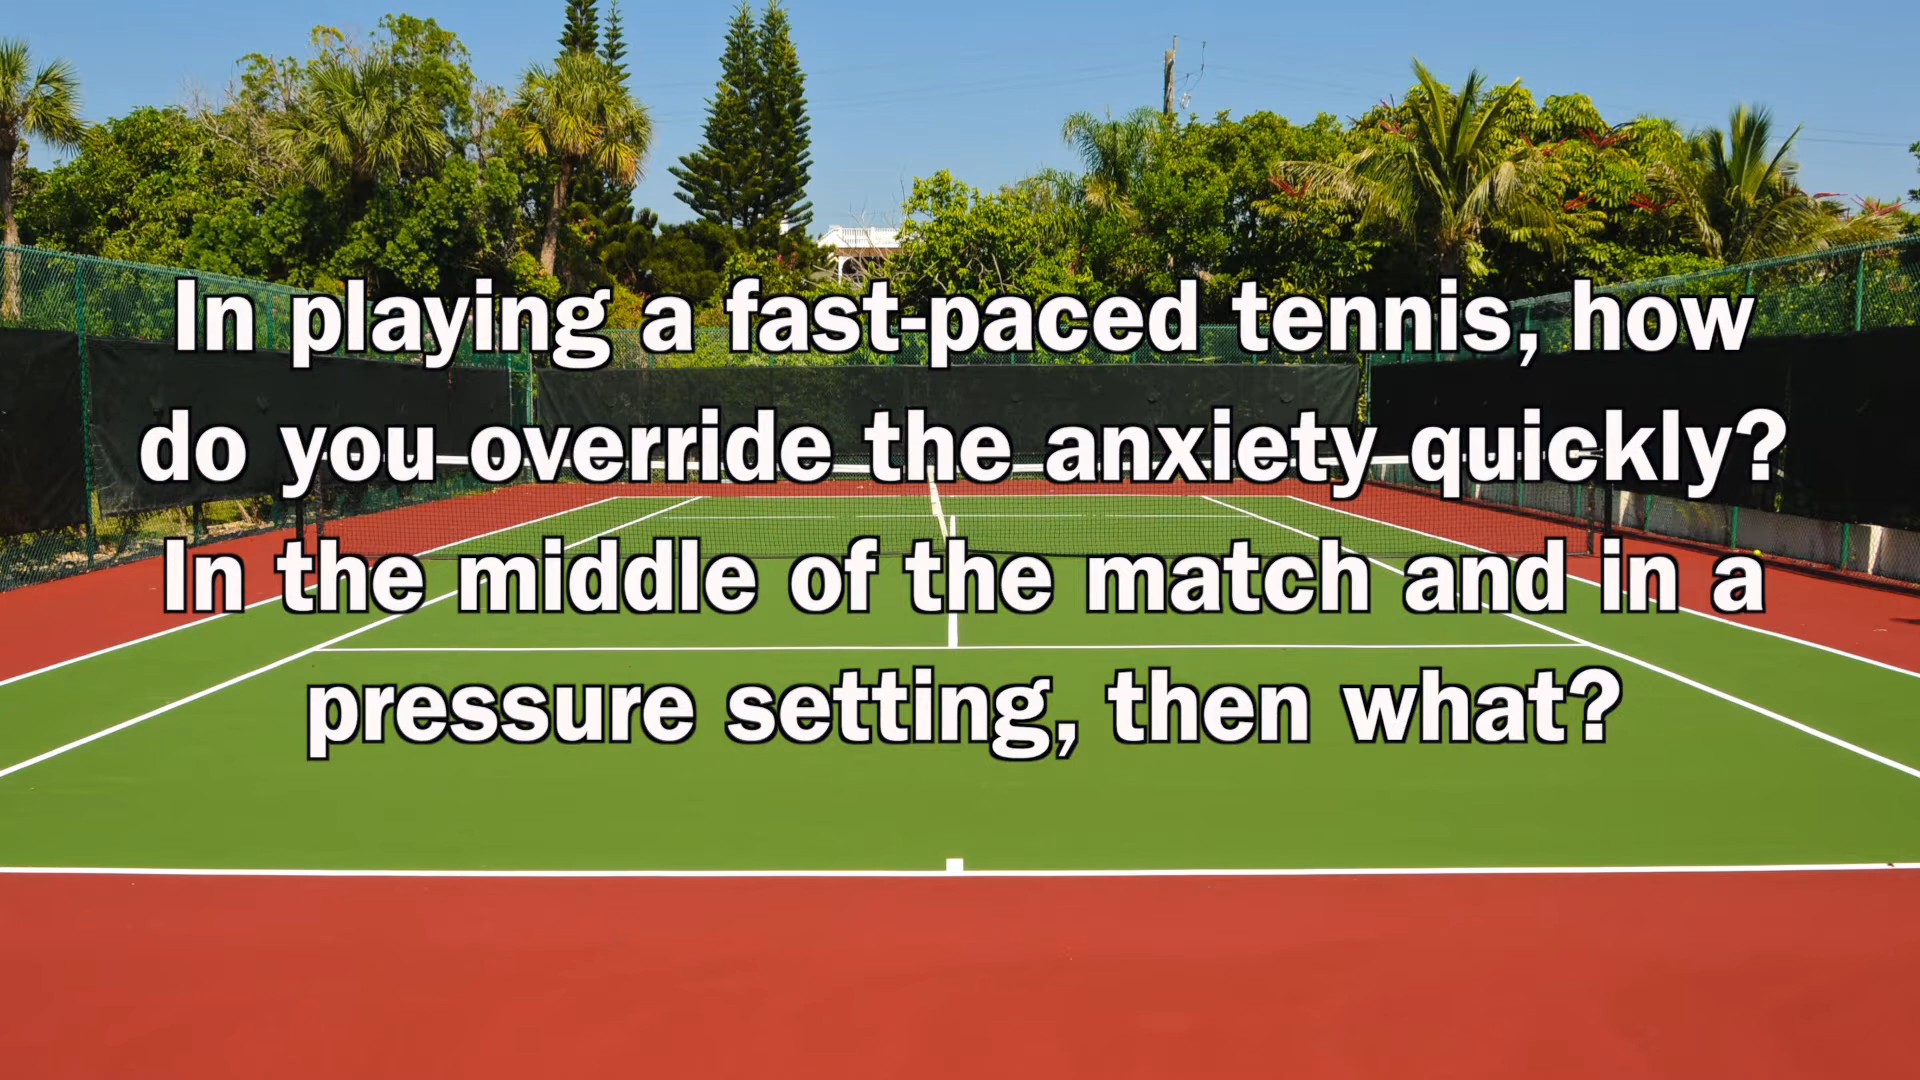 In playing a fast-paced tennis, how
do you override the anxiety quickly?
In the middle of the match and in a
pressure setting, then what?